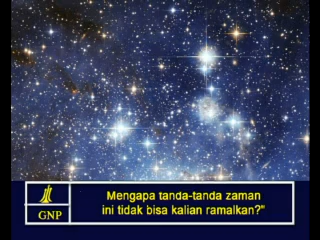 Mengapa tanda-tanda zaman
ini tidak bisa kalian ramalkan?"
GNP